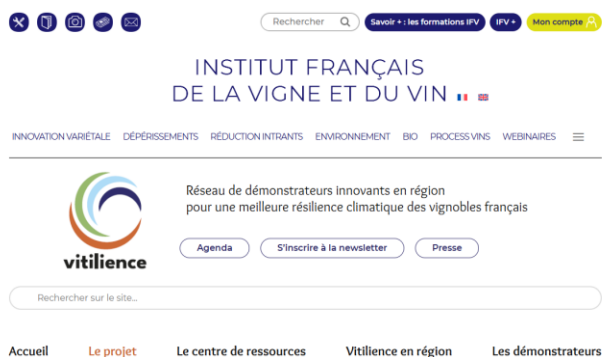 Rechercher
Savoir + : les formations IFV
IFV +
Mon compte
INSTITUT FRANÇAIS
DE LA VIGNE ET DU VIN
INNOVATION VARIÉTALE DÉPÉRISSEMENTS RÉDUCTION INTRANTS ENVIRONNEMENT BIO PROCESS VINS WEBINAIRES
Réseau de démonstrateurs innovants en région
pour une meilleure résilience climatique des vignobles français
Agenda S'inscrire à la newsletter Presse
vitilience
Rechercher sur le site...
Accueil Le projet Le centre de ressources Vitilience en région Les démonstrateurs